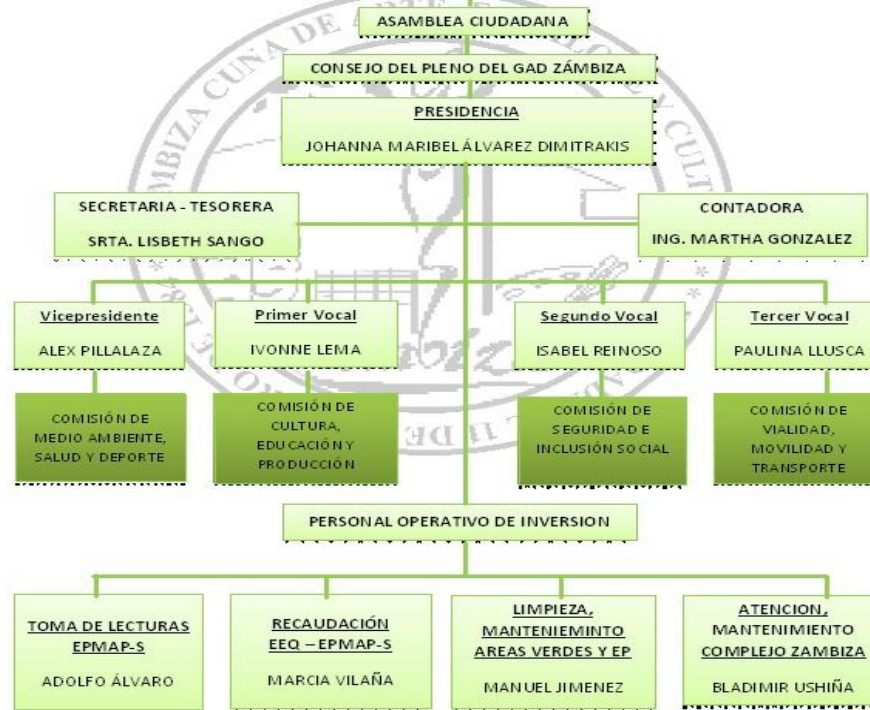 ASAMBLEA CIUDADANA
CONSEJO DEL PLENO DEL GAD ZÁMBIZA
PRESIDENCIA
JOHANNA MARIBEL ÁLVAREZ DIMITRAKIS
SECRETARIA - TESORERA
SRTA. LISBETH SANGO
CONTADORA
ING. MARTHA GONZALEZ
Vicepresidente
ALEX PILLALAZA
Primer Vocal
IVONNE LEMA
Segundo Vocal
ISABEL REINOSO
Tercer Vocal
PAULINA LLUSCA
COMISIÓN DE
MEDIO AMBIENTE,
SALUD Y DEPORTE
COMISIÓN DE
CULTURA,
EDUCACIÓN Y
PRODUCCIÓN
COMISIÓN DE
SEGURIDAD E
INCLUSIÓN SOCIAL
COMISIÓN DE
VIALIDAD,
MOVILIDAD Y
TRANSPORTE
PERSONAL OPERATIVO DE INVERSION
TOMA DE LECTURAS
EPMAP-S
ADOLFO ÁLVARO
RECAUDACIÓN
EEQ – EPMAP-S
MARCIA VILAÑA
LIMPIEZA,
MANTENIEMINTO
AREAS VERDES Y EP
MANUEL JIMENEZ
ATENCION,
MANTENIMIENTO
COMPLEJO ZAMBIZA
BLADIMIR USHIÑA